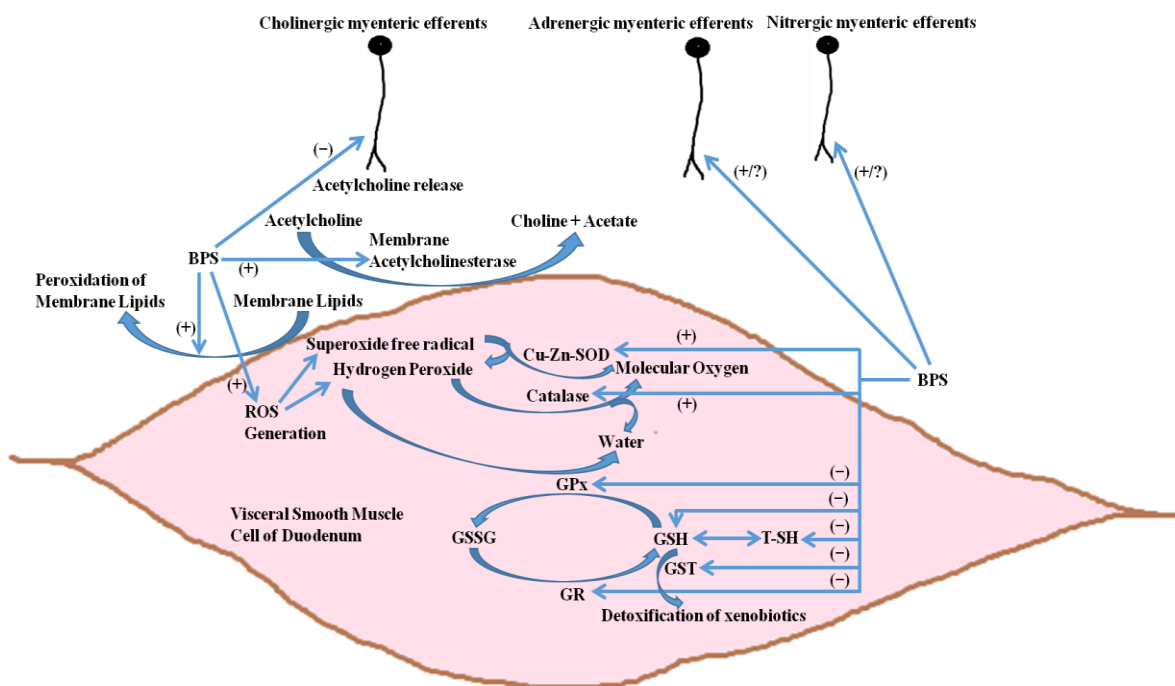 Cholinergic myenteric efferents
Adrenergic myenteric efferents
Nitrergic myenteric efferents
(−)
(+/?)
(+/?)
Acetylcholine release
Acetylcholine
Choline + Acetate
Membrane
Acetylcholinesterase
BPS
(+)
Peroxidation of
Membrane Lipids
Membrane Lipids
(+)
Superoxide free radical
Cu-Zn-SOD
(+)
Molecular Oxygen
Hydrogen Peroxide
BPS
(+)
Catalase
(+)
ROS
Generation
Water
GPx
(−)
(−)
Visceral Smooth Muscle
Cell of Duodenum
GSSG
GSH
T-SH
(−)
(−)
GST
(−)
GR
Detoxification of xenobiotics